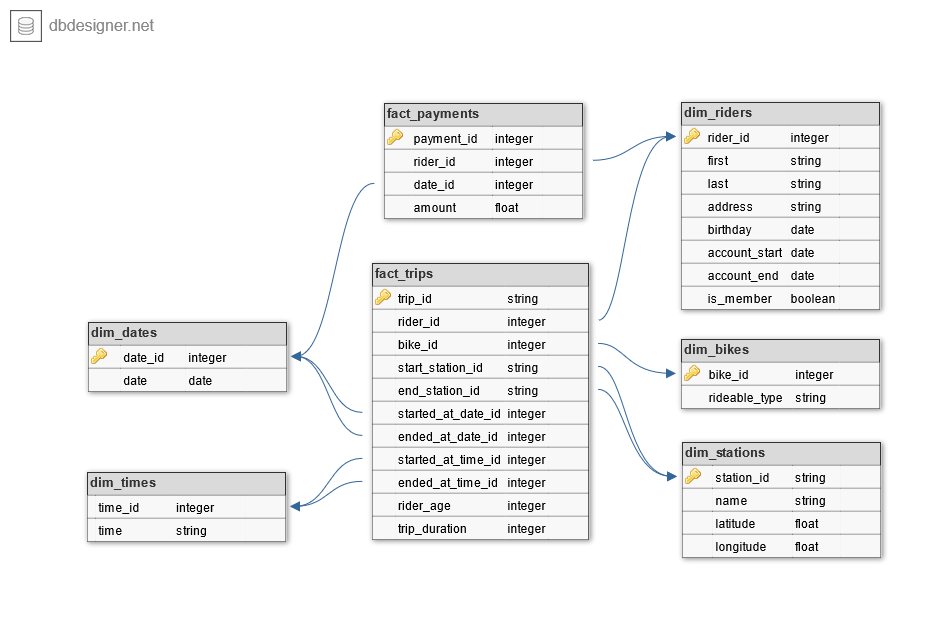 dbdesigner.net
fact_payments
payment_id integer
rider_id integer
date_id integer
amount float
dim_riders
rider_id integer
first string
last string
address string
birthday date
account_start date
account_end date
is_member boolean
fact_trips
trip_id string
rider_id integer
bike_id integer
start_station_id string
end_station_id string
started_at_date_id integer
ended_at_date_id integer
started_at_time_id integer
ended_at_time_id integer
rider_age integer
trip_duration integer
dim_dates
date_id integer
date date
dim_bikes
bike_id integer
rideable_type string
dim_stations
station_id string
name string
latitude float
longitude float
dim_times
time_id integer
time string